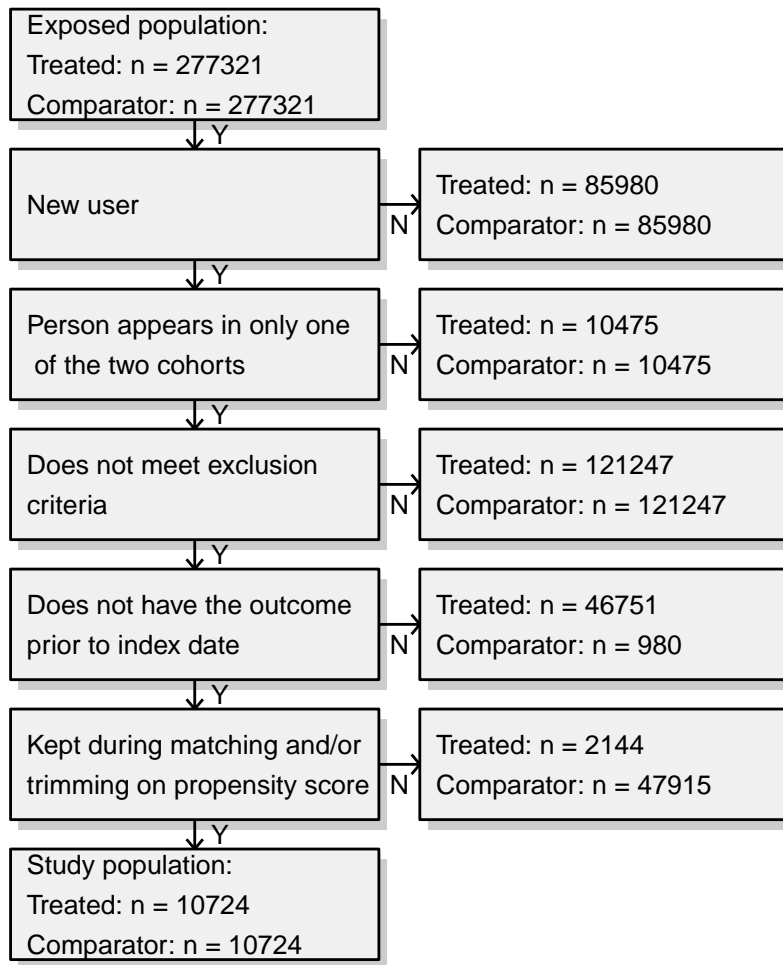 Exposed population:
Treated: n = 277321
Comparator: n = 277321
Y
New user
N
Treated: n = 85980
Comparator: n = 85980
Y
Person appears in only one
of the two cohorts
N
Treated: n = 10475
Comparator: n = 10475
Y
Does not meet exclusion
criteria
N
Treated: n = 121247
Comparator: n = 121247
Y
Does not have the outcome
prior to index date
N
Treated: n = 46751
Comparator: n = 980
Y
Kept during matching and/or
trimming on propensity score
N
Treated: n = 2144
Comparator: n = 47915
Y
Study population:
Treated: n = 10724
Comparator: n = 10724